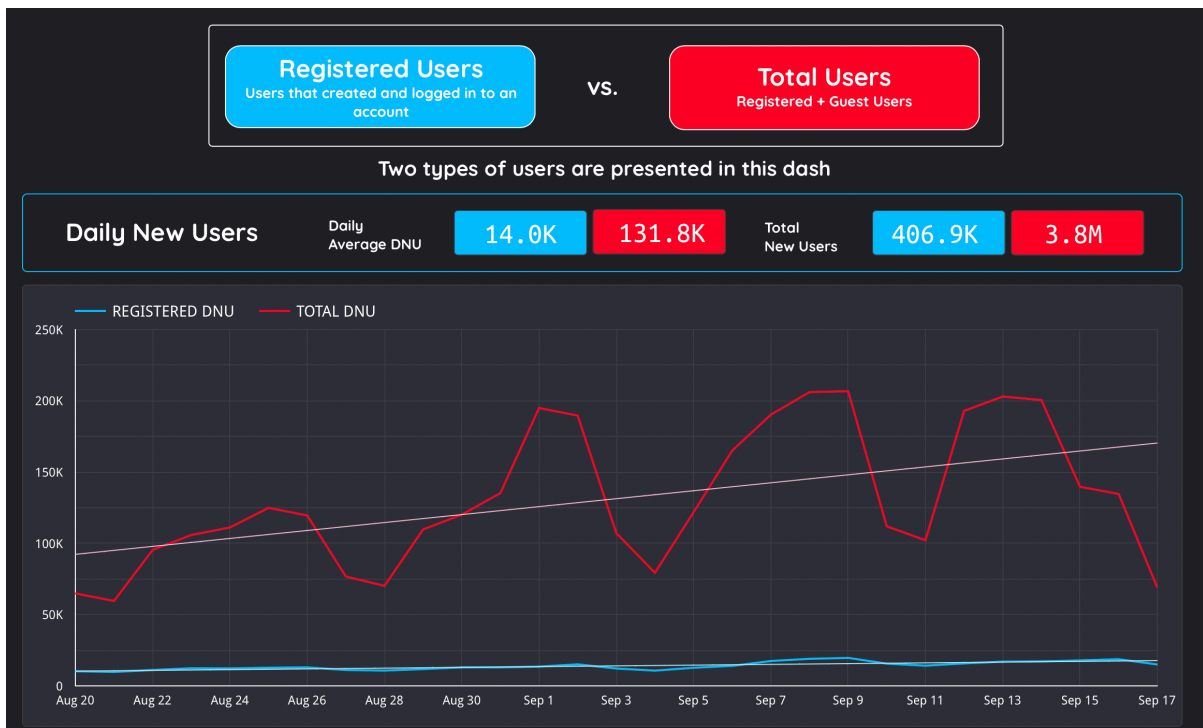 Registered Users
Users that created and logged in to an
account
vs.
Total Users
Registered + Guest Users
Two types of users are presented in this dash
Daily New Users
Daily
Average DNU
14.0K
131.8K
Total
New Users
406.9K
3.8M
REGISTERED DNU
TOTAL DNU
250K
200K
150K
100K
50K
0
Aug 20
Aug 22
Aug 24
Aug 26
Aug 28
Aug 30
Sep 1
Sep 3
Sep 5
Sep 7
Sep 9
Sep 11
Sep 13
Sep 15
Sep 17